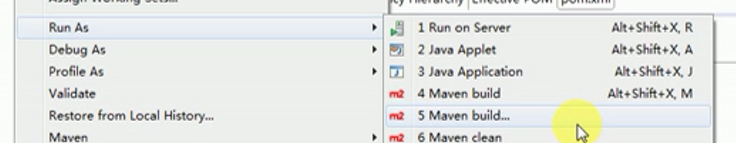 Assign Working Sets...
Hierarchy Effective POM pom.xml
Run As
Debug As
Profile As
Validate
Restore from Local History...
Maven
1 Run on Server Alt+Shift+X, R
2 Java Applet Alt+Shift+X, A
3 Java Application Alt+Shift+X, J
m2 4 Maven build Alt+Shift+X, M
m2 5 Maven build...
m2 6 Maven clean